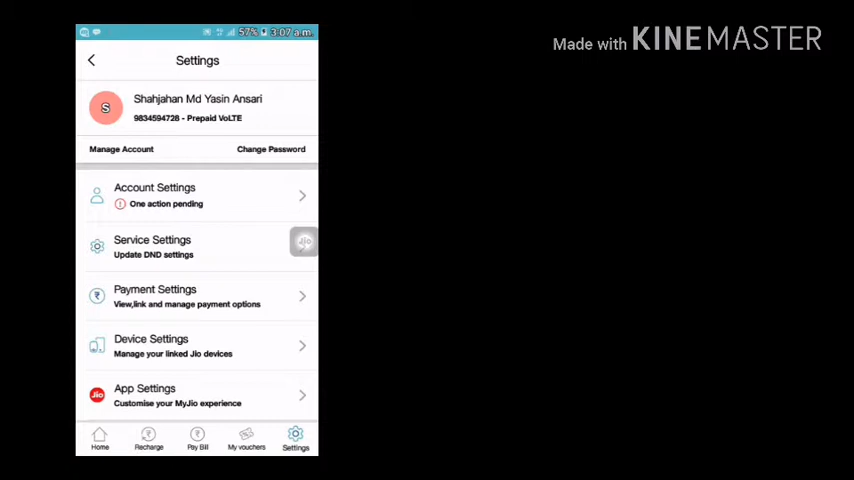 57% 3:07 a.m.
Made with KINEMASTER
Settings
S
Shahjahan Md Yasin Ansari
9834594728 - Prepaid VoLTE
Manage Account Change Password
Account Settings
One action pending
Service Settings
Update DND settings
Jio
Payment Settings
View,link and manage payment options
Device Settings
Manage your linked Jio devices
Jio
App Settings
Customise your MyJio experience
Home Recharge Pay Bill My vouchers Settings